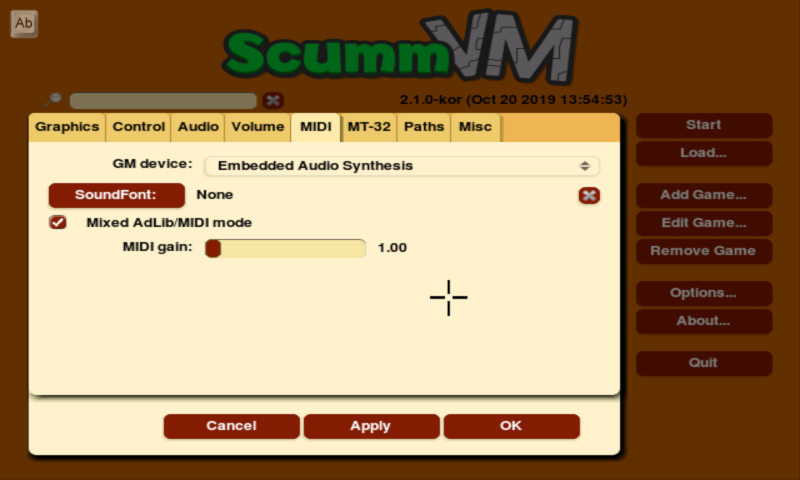 Ab
ScummVM
2.1.0-kor (Oct 20 2019 13:54:53)
Graphics Control Audio Volume MIDI MT-32 Paths Misc
GM device: Embedded Audio Synthesis
SoundFont: None
Mixed AdLib/MIDI mode
MIDI gain: 1.00
Cancel Apply OK
Start
Load...
Add Game...
Edit Game...
Remove Game
Options...
About...
Quit